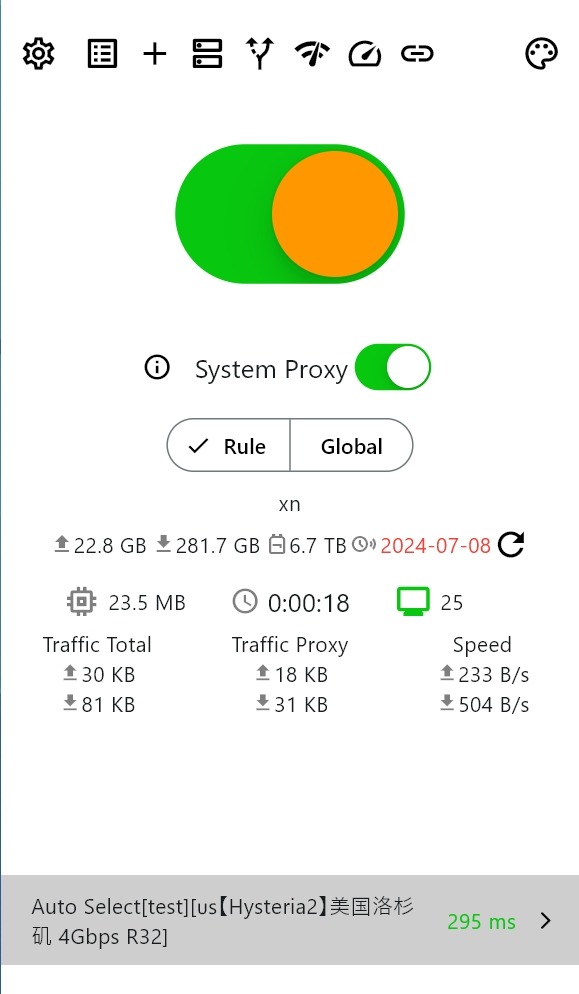 System Proxy
Rule Global
xn
22.8 GB 281.7 GB 6.7 TB 2024-07-08
23.5 MB 0:00:18 25
Traffic Total Traffic Proxy Speed
30 KB 18 KB 233 B/s
81 KB 31 KB 504 B/s
Auto Select[test][us【Hysteria2】美国洛杉
矶 4Gbps R32]
295 ms